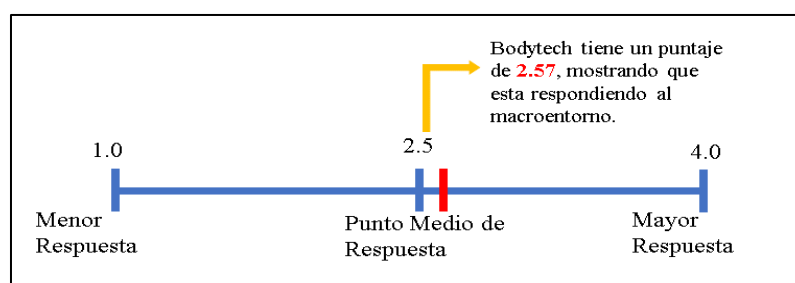 Bodytech tiene un puntaje
de 2.57, mostrando que
esta respondiendo al
macroentorno.
1.0
2.5
4.0
Menor
Respuesta
Punto Medio de
Respuesta
Mayor
Respuesta